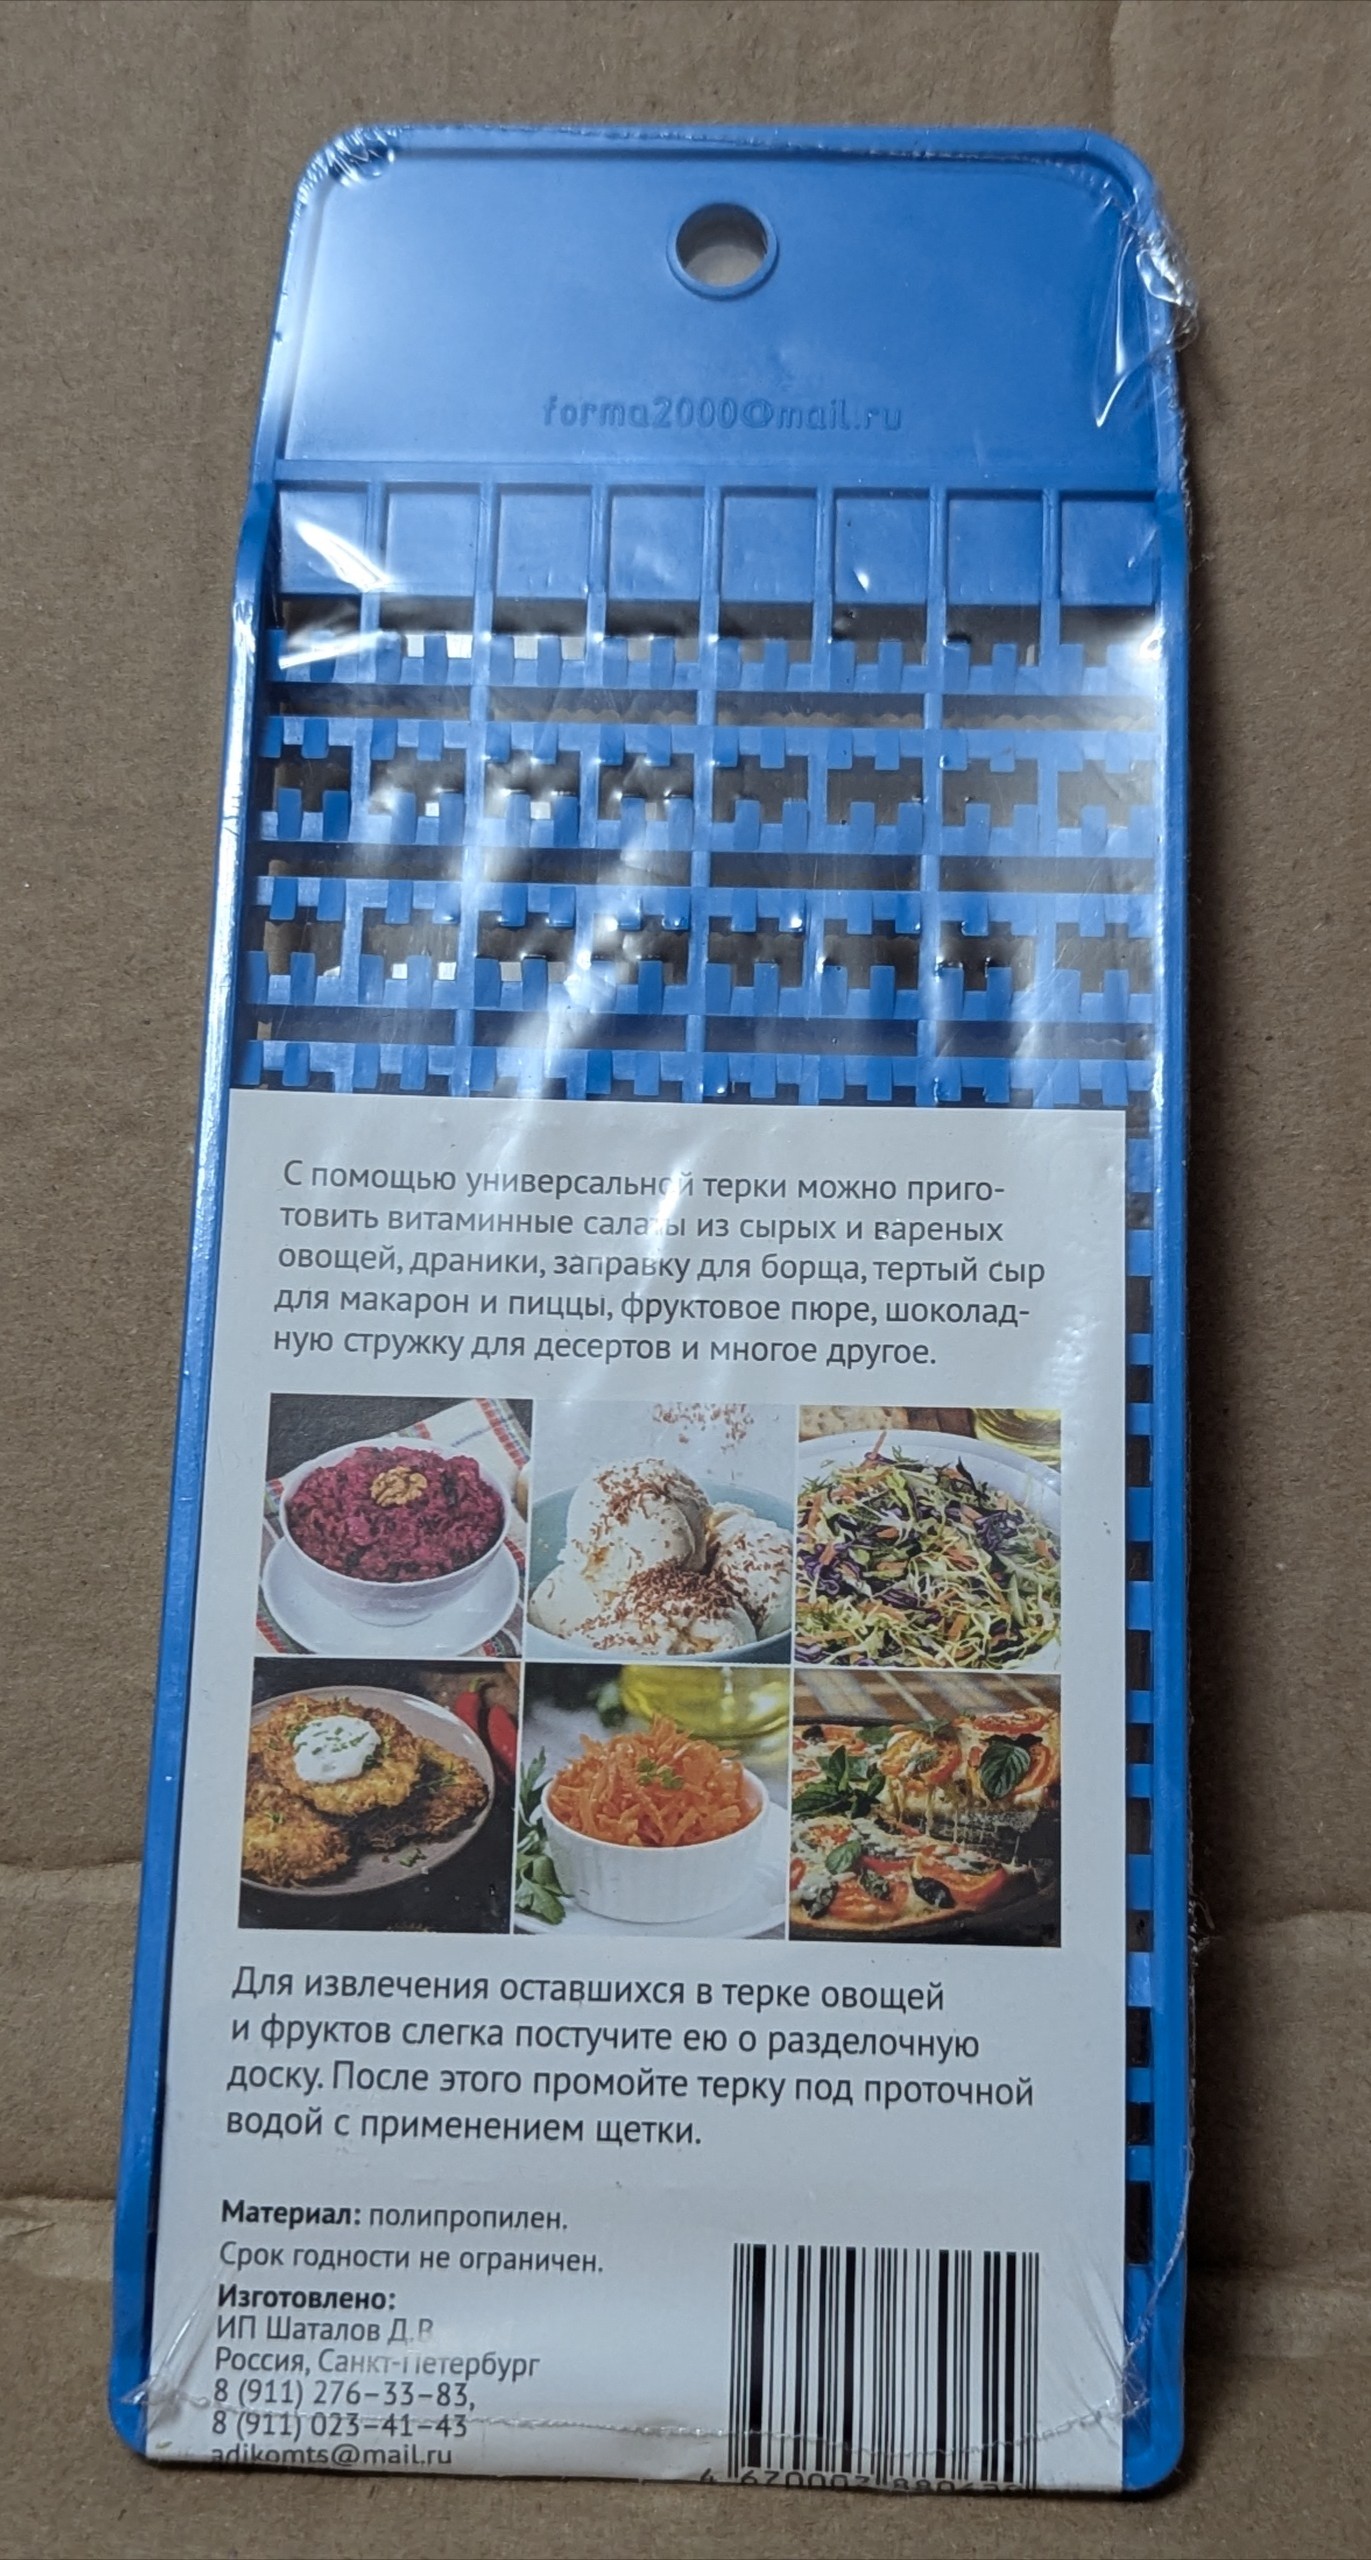 forma2000@mail.ru
С помощью универсальной терки можно приго-
товить витаминные салаты из сырых и вареных
овощей, драники, заправку для борща, тертый сыр
для макарон и пиццы, фруктовое пюре, шоколад-
ную стружку для десертов и многое другое.
Для извлечения оставшихся в терке овощей
и фруктов слегка постучите ею о разделочную
доску. После этого промойте терку под проточной
водой с применением щетки.
Материал: полипропилен.
Срок годности не ограничен.
Изготовлено:
ИП Шаталов Д.В
Россия, Санкт-Петербург
8 (911) 276-33-83,
8 (911) 023-41-43
adikomts@mail.ru